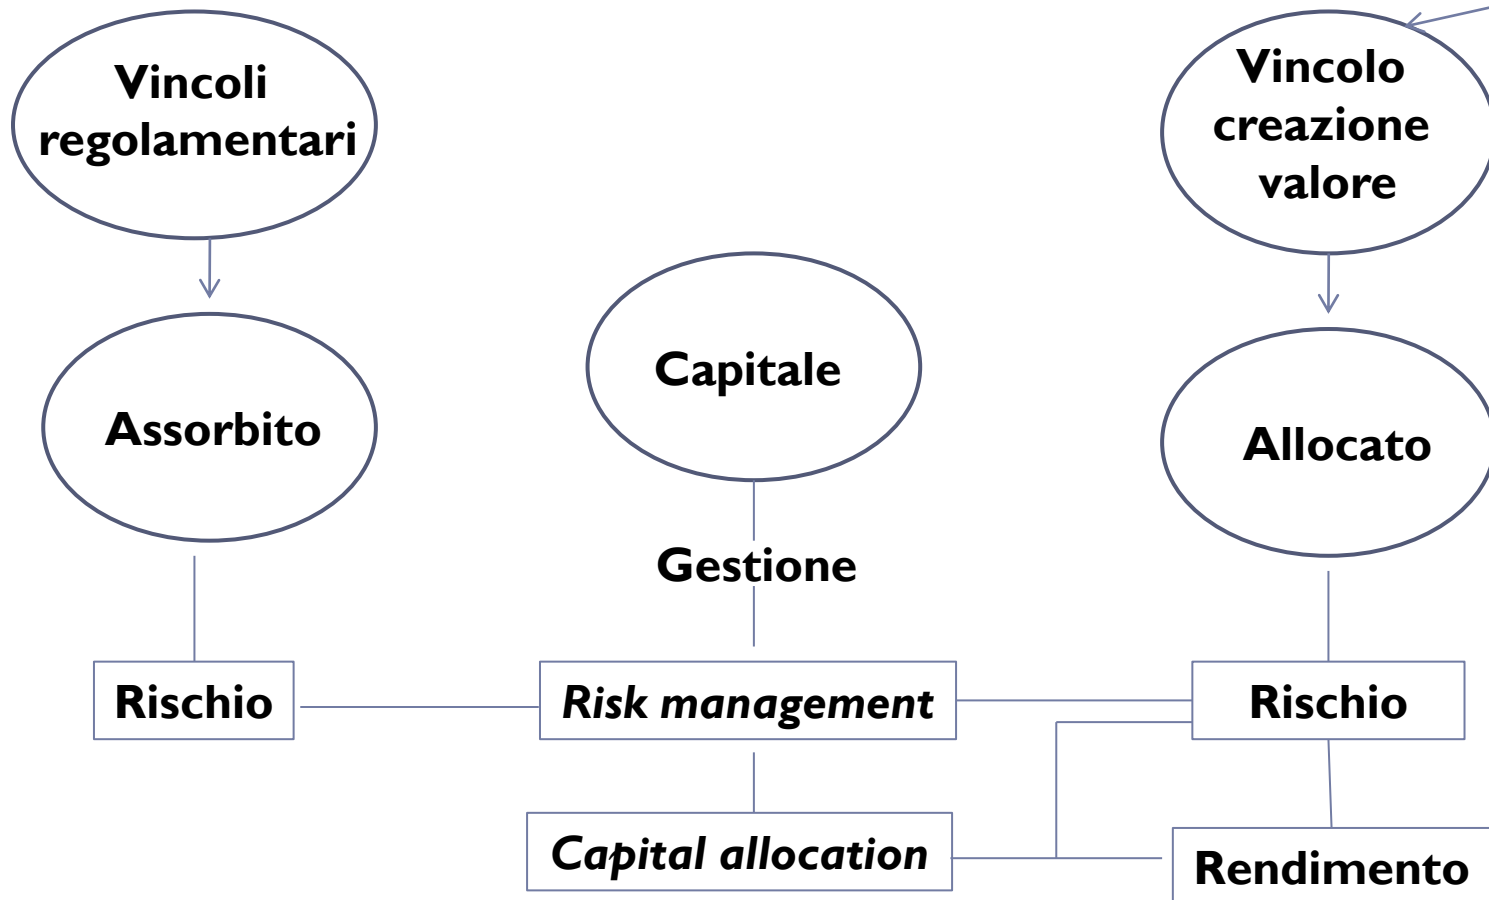 Vincoli
regolamentari
Vincolo
creazione
valore
Assorbito
Capitale
Allocato
Gestione
Rischio
Risk management
Rischio
Capital allocation
Rendimento